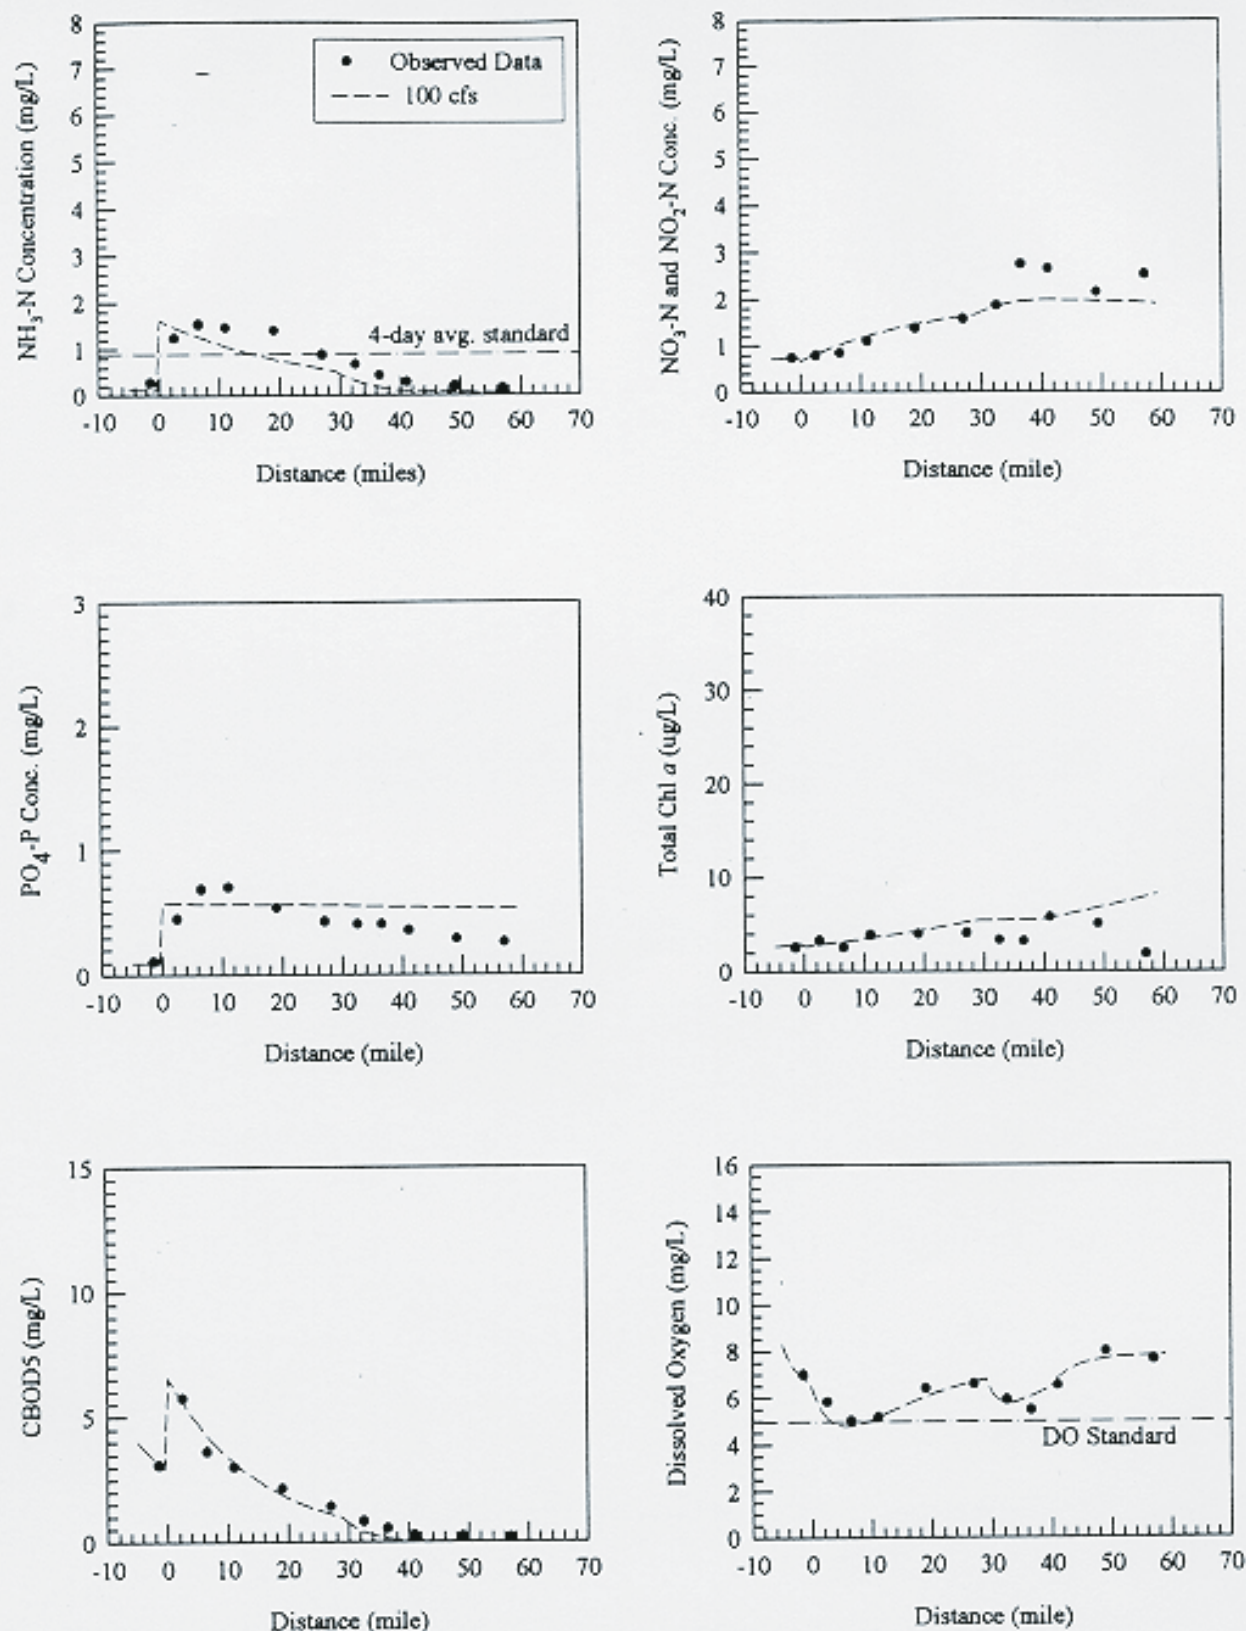 8
7
6
5
4
3
2
1
0
NH3-N Concentration (mg/L)
Observed Data
100 cfs
4-day avg. standard
-10 0 10 20 30 40 50 60 70
Distance (miles)
8
7
6
5
4
3
2
1
0
NO3-N and NO2-N Conc. (mg/L)
-10 0 10 20 30 40 50 60 70
Distance (mile)
3
2
1
0
PO4-P Conc. (mg/L)
-10 0 10 20 30 40 50 60 70
Distance (mile)
40
30
20
10
0
Total Chl a (ug/L)
-10 0 10 20 30 40 50 60 70
Distance (mile)
15
10
5
0
CBOD5 (mg/L)
-10 0 10 20 30 40 50 60 70
Distance (mile)
16
14
12
10
8
6
4
2
0
Dissolved Oxygen (mg/L)
DO Standard
-10 0 10 20 30 40 50 60 70
Distance (mile)